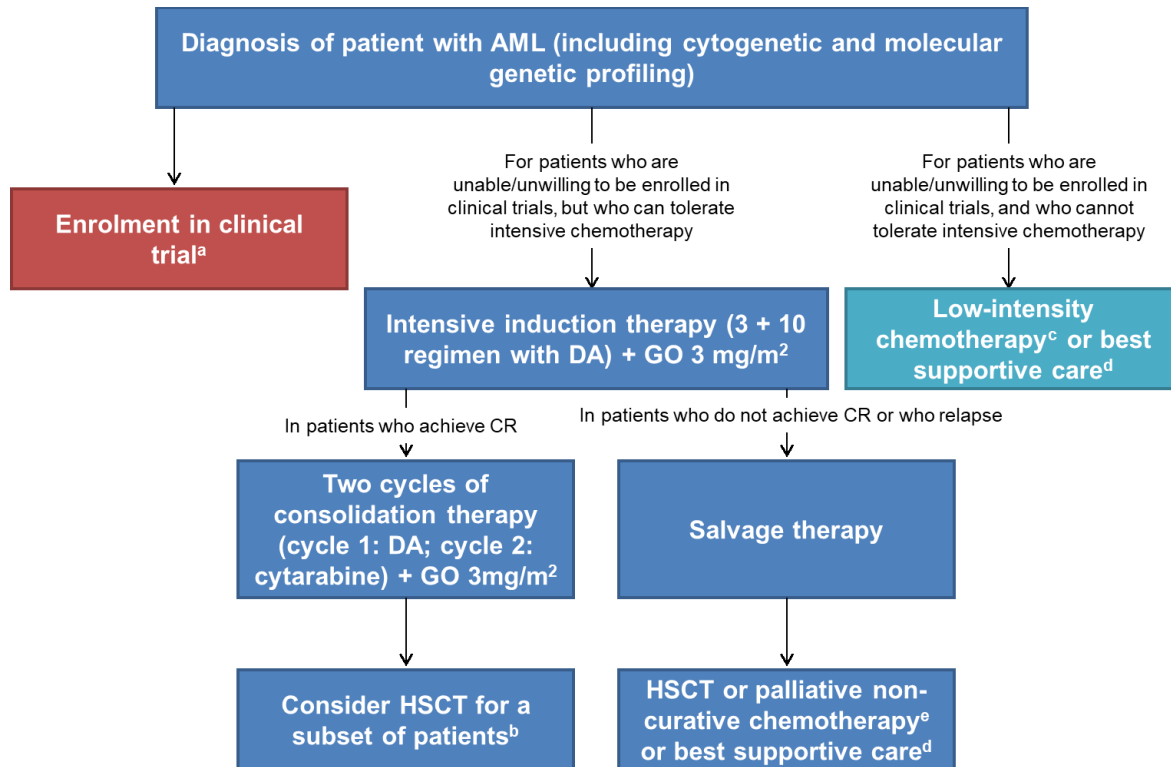 Diagnosis of patient with AML (including cytogenetic and molecular
genetic profiling)
For patients who are
unable/unwilling to be enrolled in
clinical trials, but who can tolerate
intensive chemotherapy
For patients who are
unable/unwilling to be enrolled in
clinical trials, and who cannot
tolerate intensive chemotherapy
Enrolment in clinical
trialᵃ
Intensive induction therapy (3 + 10
regimen with DA) + GO 3 mg/m²
Low-intensity
chemotherapyᶜ or best
supportive careᵈ
In patients who achieve CR
In patients who do not achieve CR or who relapse
Two cycles of
consolidation therapy
(cycle 1: DA; cycle 2:
cytarabine) + GO 3mg/m²
Salvage therapy
Consider HSCT for a
subset of patientsᵇ
HSCT or palliative non-
curative chemotherapyᵉ
or best supportive careᵈ